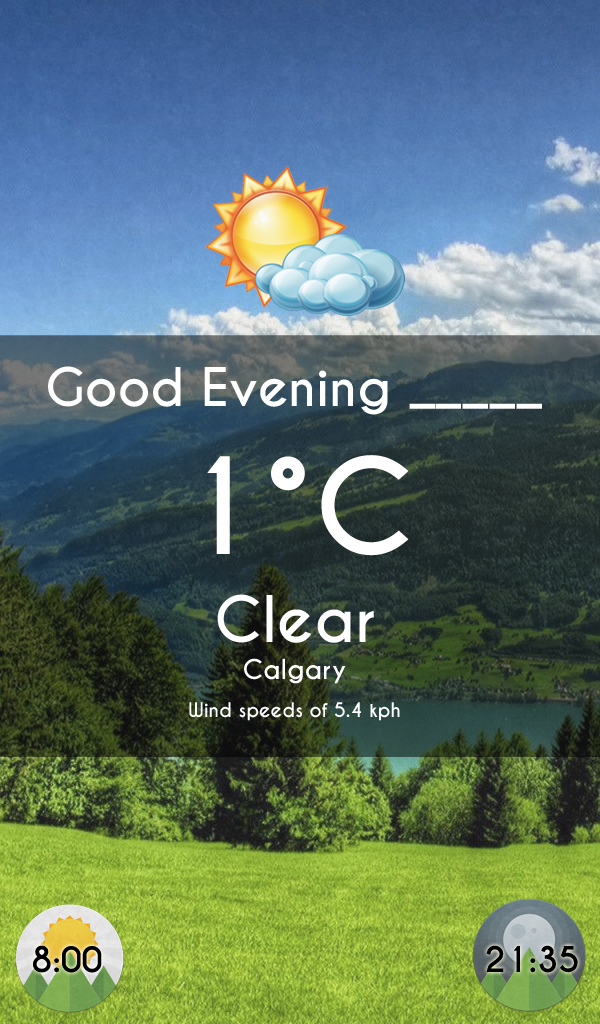 Good Evening _____
1°C
Clear
Calgary
Wind speeds of 5.4 kph
8:00
21:35